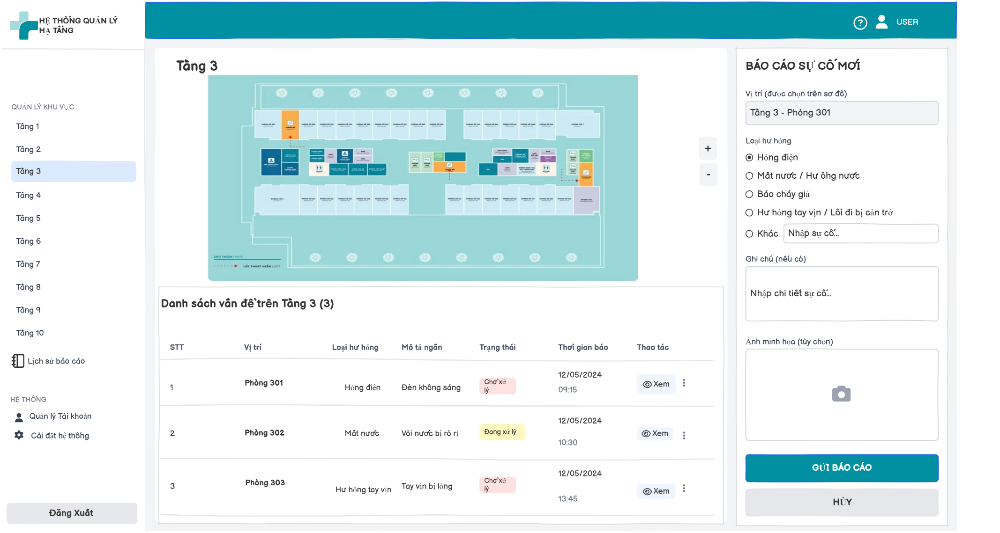 HỆ THỐNG QUẢN LÝ
HẠ TẦNG
USER
QUẢN LÝ KHU VỰC
Tầng 1
Tầng 2
Tầng 3
Tầng 4
Tầng 5
Tầng 6
Tầng 7
Tầng 8
Tầng 9
Tầng 10
Lịch sử báo cáo
HỆ THỐNG
Quản lý Tài khoản
Cài đặt hệ thống
Đăng Xuất
Tầng 3
CHÚ THÍCH | NOTE
LỐI THOÁT HIỂM | EXIT
+
-
Danh sách vấn đề trên Tầng 3 (3)
STT Vị trí Loại hư hỏng Mô tả ngắn Trạng thái Thời gian báo Thao tác
1 Phòng 301 Hỏng điện Đèn không sáng Chờ xử lý 12/05/2024 09:15 Xem
2 Phòng 302 Mất nước Vòi nước bị rò rỉ Đang xử lý 12/05/2024 10:30 Xem
3 Phòng 303 Hư hỏng tay vịn Tay vịn bị lỏng Chờ xử lý 12/05/2024 13:45 Xem
BÁO CÁO SỰ CỐ MỚI
Vị trí (được chọn trên sơ đồ)
Tầng 3 - Phòng 301
Loại hư hỏng
Hỏng điện
Mất nước / Hư ống nước
Báo cháy giả
Hư hỏng tay vịn / Lối đi bị cản trở
Khác Nhập sự cố...
Ghi chú (nếu có)
Nhập chi tiết sự cố...
Ảnh minh họa (tùy chọn)
GỬI BÁO CÁO
HỦY